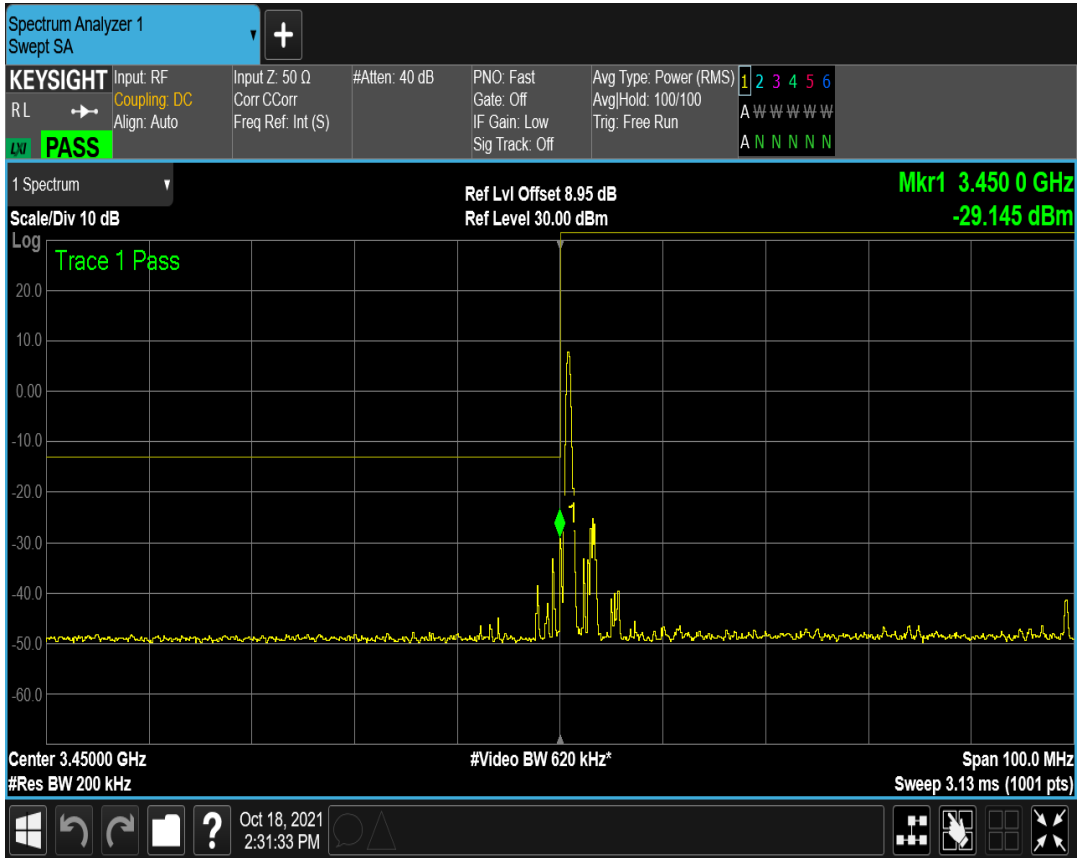 Spectrum Analyzer 1
Swept SA
+
KEYSIGHT
R L
LXI PASS
Input: RF
Coupling: DC
Align: Auto
Input Z: 50 Ω
Corr CCorr
Freq Ref: Int (S)
#Atten: 40 dB
PNO: Fast
Gate: Off
IF Gain: Low
Sig Track: Off
Avg Type: Power (RMS)
Avg|Hold: 100/100
Trig: Free Run
1 2 3 4 5 6
A W W W W W
A N N N N N
1 Spectrum
Scale/Div 10 dB
Ref Lvl Offset 8.95 dB
Ref Level 30.00 dBm
Mkr1 3.450 0 GHz
-29.145 dBm
Log
Trace 1 Pass
20.0
10.0
0.00
-10.0
-20.0
-30.0
-40.0
-50.0
-60.0
Center 3.45000 GHz
#Video BW 620 kHz*
Span 100.0 MHz
#Res BW 200 kHz
Sweep 3.13 ms (1001 pts)
?
Oct 18, 2021
2:31:33 PM